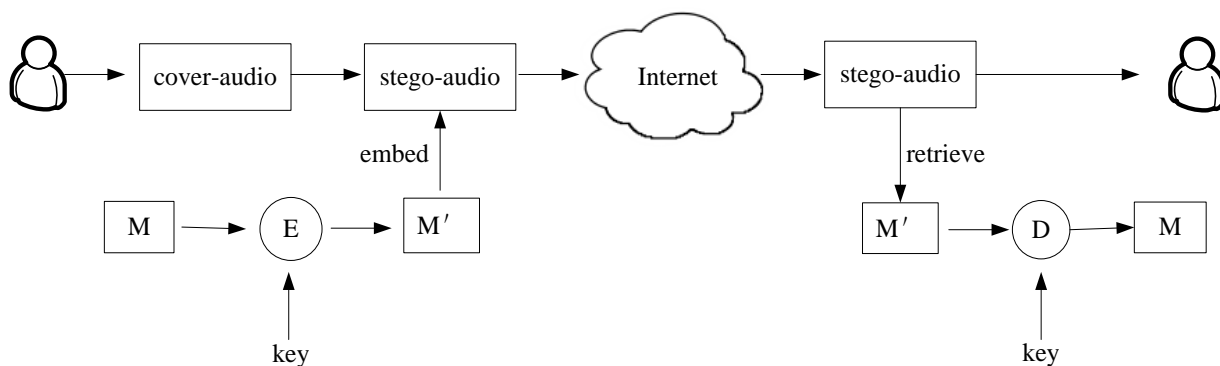 cover-audio
stego-audio
Internet
stego-audio
embed
retrieve
M
E
M′
M′
D
M
key
key